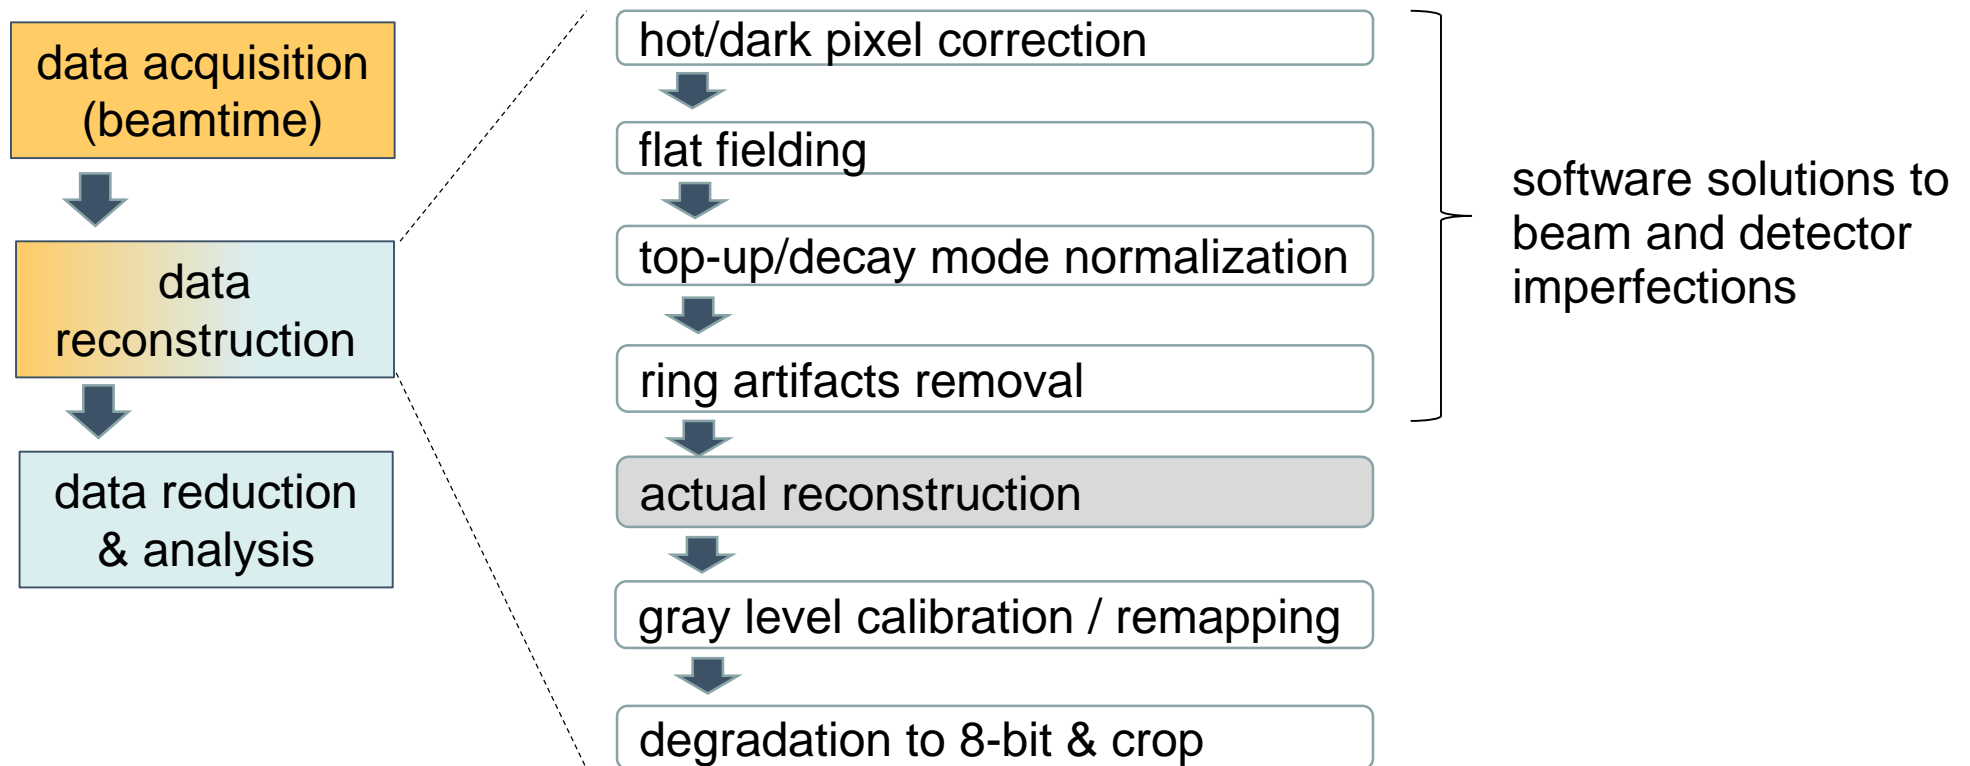 data acquisition
(beamtime)
data
reconstruction
data reduction
& analysis
hot/dark pixel correction
flat fielding
top-up/decay mode normalization
ring artifacts removal
actual reconstruction
gray level calibration / remapping
degradation to 8-bit & crop
software solutions to
beam and detector
imperfections